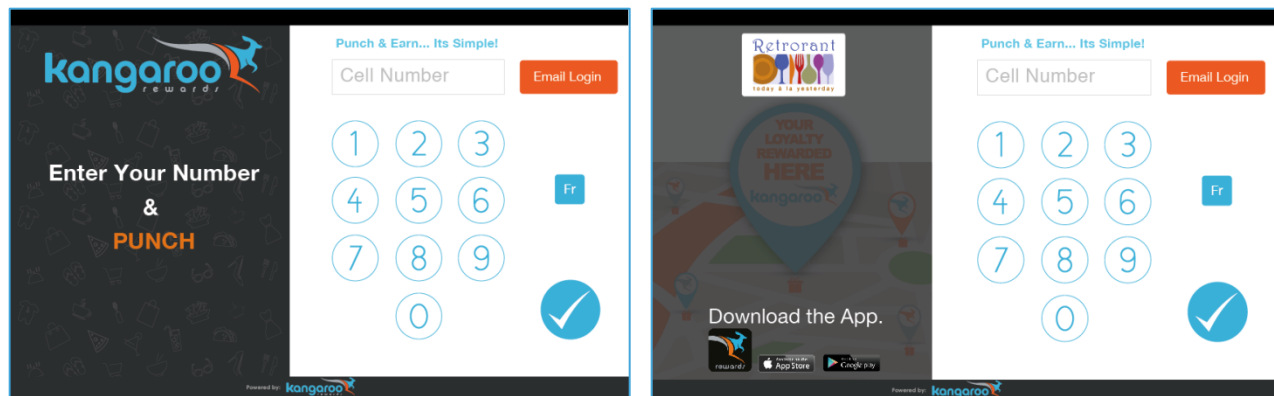 kangaroo
rewards
Enter Your Number
&
PUNCH
Punch & Earn... Its Simple!
Cell Number
Email Login
1 2 3
4 5 6
Fr
7 8 9
0
Powered by: kangaroo
Retrorant
today à la yesterday
YOUR
LOYALTY
REWARDED
HERE
kangaroo
Download the App.
rewards
App Store
Google play
Punch & Earn... Its Simple!
Cell Number
Email Login
1 2 3
4 5 6
Fr
7 8 9
0
Powered by: kangaroo